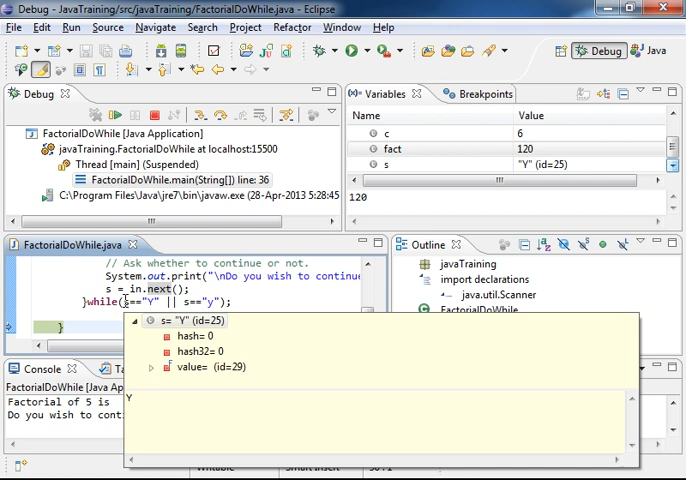 Debug - JavaTraining/src/javaTraining/FactorialDoWhile.java - Eclipse
File Edit Run Source Navigate Search Project Refactor Window Help
Debug Java
Debug
FactorialDoWhile [Java Application]
javaTraining.FactorialDoWhile at localhost:15500
Thread [main] (Suspended)
FactorialDoWhile.main(String[]) line: 36
C:\Program Files\Java\jre7\bin\javaw.exe (28-Apr-2013 5:28:45
Variables Breakpoints
Name Value
c 6
fact 120
s "Y" (id=25)
120
FactorialDoWhile.java
// Ask whether to continue or not.
System.out.print("\nDo you wish to continue
s = in.next();
}while(s=="Y" || s=="y");
}
Outline
javaTraining
import declarations
java.util.Scanner
FactorialDoWhile
s= "Y" (id=25)
hash= 0
hash32= 0
value= (id=29)
Y
Console
FactorialDoWhile [Java App
Factorial of 5 is
Do you wish to conti
Writable Smart Insert